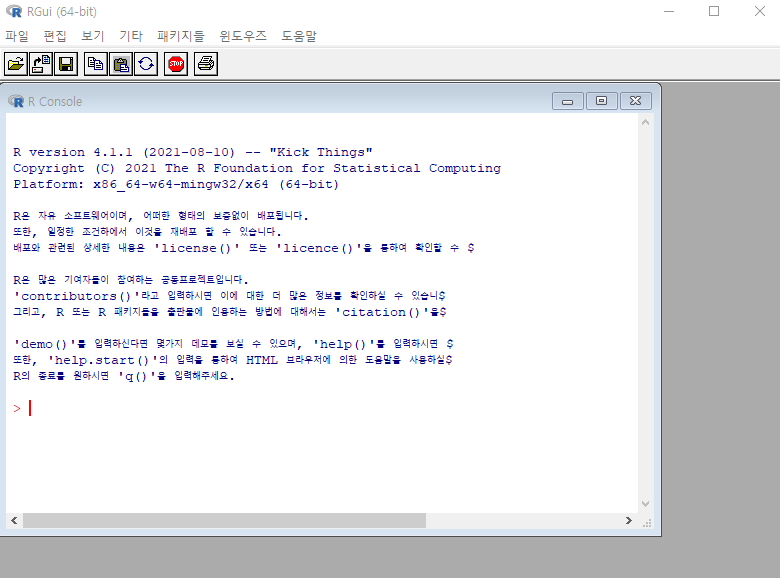 RGui (64-bit)
파일 편집 보기 기타 패키지들 윈도우즈 도움말
STOP
R Console
R version 4.1.1 (2021-08-10) -- "Kick Things"
Copyright (C) 2021 The R Foundation for Statistical Computing
Platform: x86_64-w64-mingw32/x64 (64-bit)
R은 자유 소프트웨어이며, 어떠한 형태의 보증없이 배포됩니다.
또한, 일정한 조건하에서 이것을 재배포 할 수 있습니다.
배포와 관련된 상세한 내용은 'license()' 또는 'licence()'을 통하여 확인할 수 $
R은 많은 기여자들이 참여하는 공동프로젝트입니다.
'contributors()'라고 입력하시면 이에 대한 더 많은 정보를 확인하실 수 있습니$
그리고, R 또는 R 패키지들을 출판물에 인용하는 방법에 대해서는 'citation()'을$
'demo()'를 입력하신다면 몇가지 데모를 보실 수 있으며, 'help()'를 입력하시면 $
또한, 'help.start()'의 입력을 통하여 HTML 브라우저에 의한 도움말을 사용하실$
R의 종료를 원하시면 'q()'을 입력해주세요.
>